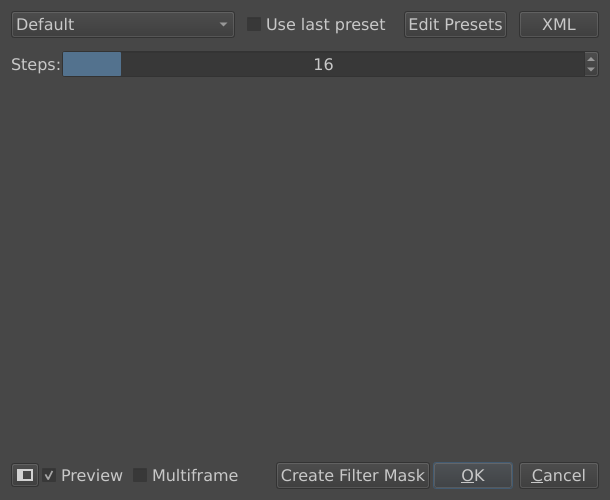 Default Use last preset Edit Presets XML
Steps: 16
Preview Multiframe Create Filter Mask OK Cancel